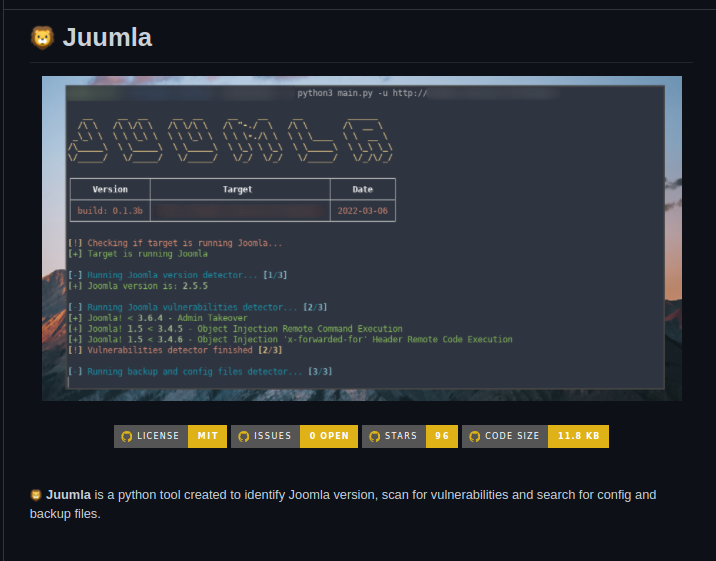 🦁 Juumla
python3 main.py -u http://
JUUMLA
Version Target Date
build: 0.1.3b 2022-03-06
[!] Checking if target is running Joomla...
[+] Target is running Joomla
[-] Running Joomla version detector... [1/3]
[+] Joomla version is: 2.5.5
[-] Running Joomla vulnerabilities detector... [2/3]
[+] Joomla! < 3.6.4 - Admin Takeover
[+] Joomla! 1.5 < 3.4.5 - Object Injection Remote Command Execution
[+] Joomla! 1.5 < 3.4.6 - Object Injection 'x-forwarded-for' Header Remote Code Execution
[!] Vulnerabilities detector finished [2/3]
[-] Running backup and config files detector... [3/3]
LICENSE MIT ISSUES 0 OPEN STARS 96 CODE SIZE 11.8 KB
🦁 Juumla is a python tool created to identify Joomla version, scan for vulnerabilities and search for config and
backup files.